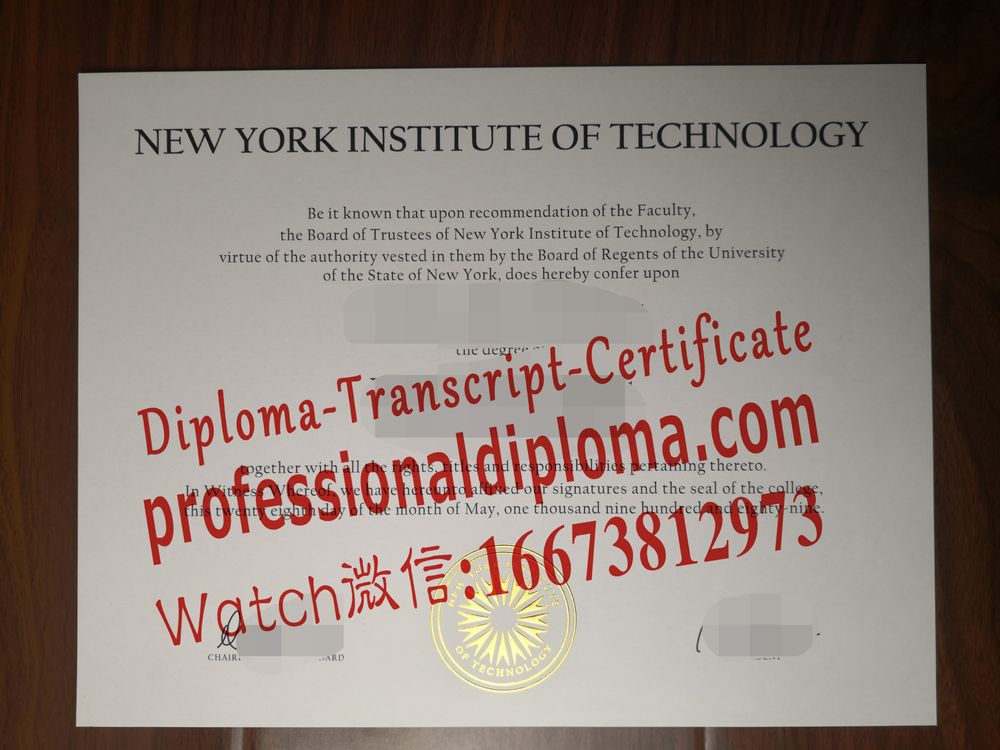 NEW YORK INSTITUTE OF TECHNOLOGY
Be it known that upon recommendation of the Faculty,
the Board of Trustees of New York Institute of Technology, by
virtue of the authority vested in them by the Board of Regents of the University
of the State of New York, does hereby confer upon
the degree
Diploma-Transcript-Certificate
professionaldiploma.com
together with all the rights, titles and responsibilities pertaining thereto.
In Witness Whereof, we have hereunto affixed our signatures and the seal of the college,
this twenty eighth day of the month of May, one thousand nine hundred and eighty-nine.
Watch微信:16673812973
NEW YORK INSTITUTE
OF TECHNOLOGY